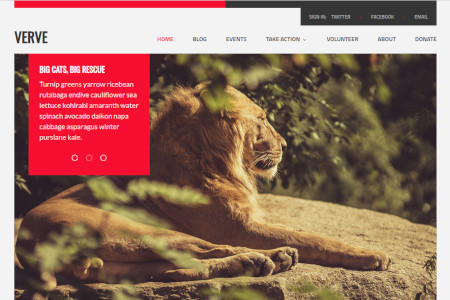 SIGN IN: TWITTER FACEBOOK EMAIL
VERVE
HOME BLOG EVENTS TAKE ACTION VOLUNTEER ABOUT DONATE
BIG CATS, BIG RESCUE
Turnip greens yarrow ricebean
rutabaga endive cauliflower sea
lettuce kohlrabi amaranth water
spinach avocado daikon napa
cabbage asparagus winter
purslane kale.